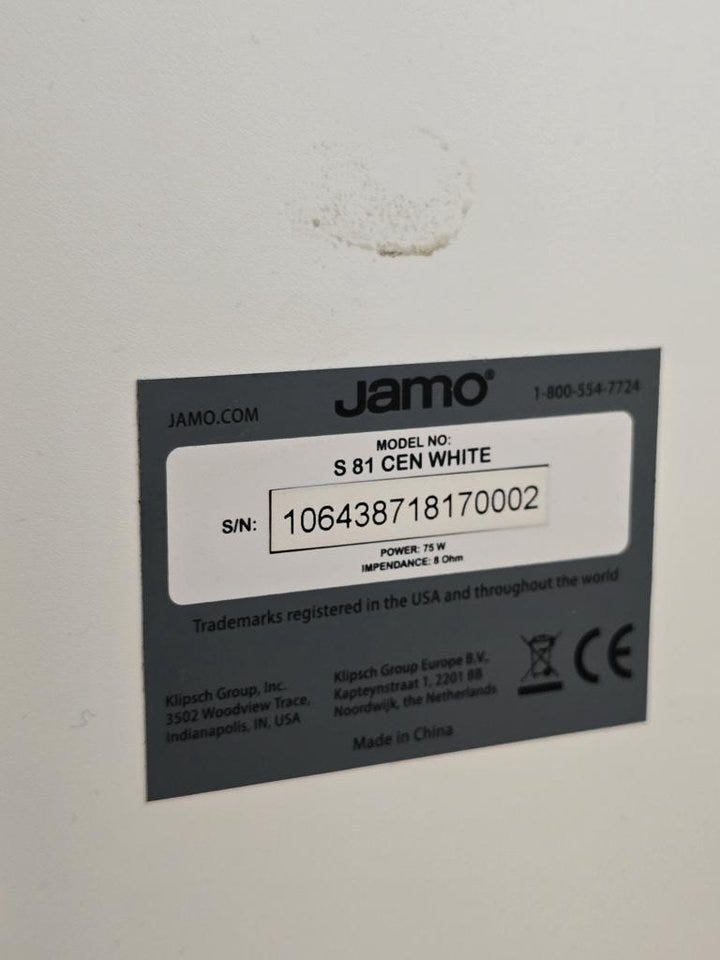 JAMO.COM
Jamo®
1-800-554-7724
MODEL NO:
S 81 CEN WHITE
S/N: 106438718170002
POWER: 75 W
IMPENDANCE: 8 Ohm
Trademarks registered in the USA and throughout the world
Klipsch Group, Inc.
3502 Woodview Trace,
Indianapolis, IN, USA
Klipsch Group Europe B.V.,
Kapteynstraat 1, 2201 BB
Noordwijk, the Netherlands
CE
Made in China